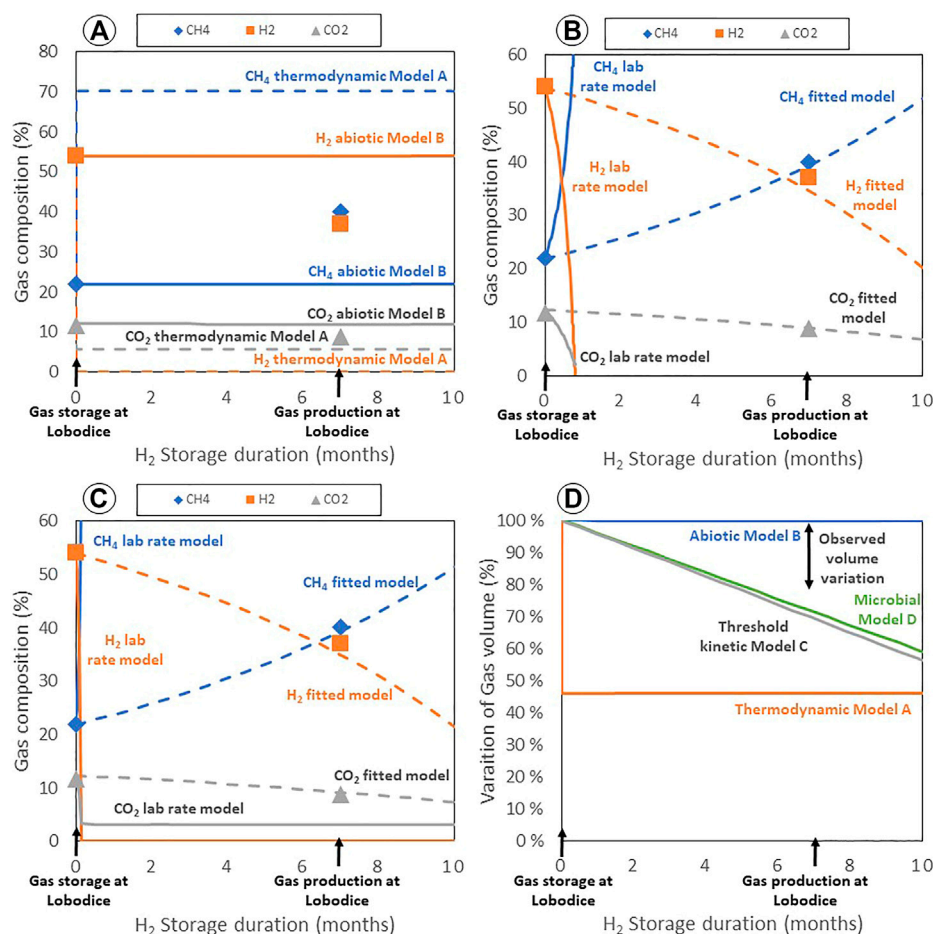 A
CH4 H2 CO2
Gas composition (%)
80
70
60
50
40
30
20
10
0
CH4 thermodynamic Model A
H2 abiotic Model B
CH4 abiotic Model B
CO2 abiotic Model B
CO2 thermodynamic Model A
H2 thermodynamic Model A
0 2 4 6 8 10
Gas storage at
Lobodice
Gas production at
Lobodice
H2 Storage duration (months)
B
CH4 H2 CO2
Gas composition (%)
60
50
40
30
20
10
0
CH4 lab
rate model
CH4 fitted model
H2 lab
rate model
H2 fitted
model
CO2 fitted
model
CO2 lab rate model
0 2 4 6 8 10
Gas storage at
Lobodice
Gas production at
Lobodice
H2 Storage duration (months)
C
CH4 H2 CO2
Gas composition (%)
60
50
40
30
20
10
0
CH4 lab rate model
CH4 fitted model
H2 lab
rate model
H2 fitted model
CO2 fitted model
CO2 lab rate model
0 2 4 6 8 10
Gas storage at
Lobodice
Gas production at
Lobodice
H2 Storage duration (months)
D
Varaition of Gas volume (%)
100 %
90 %
80 %
70 %
60 %
50 %
40 %
30 %
20 %
10 %
0 %
Abiotic Model B
Observed
volume
variation
Microbial
Model D
Threshold
kinetic Model C
Thermodynamic Model A
0 2 4 6 8 10
Gas storage at
Lobodice
Gas production at
Lobodice
H2 Storage duration (months)